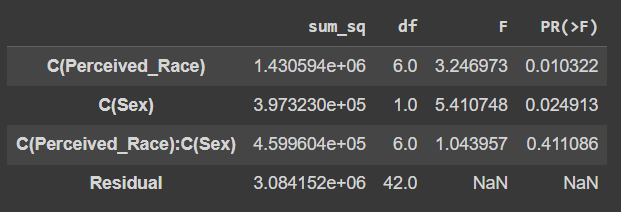 sum_sq df F PR(>F)
C(Perceived_Race) 1.430594e+06 6.0 3.246973 0.010322
C(Sex) 3.973230e+05 1.0 5.410748 0.024913
C(Perceived_Race):C(Sex) 4.599604e+05 6.0 1.043957 0.411086
Residual 3.084152e+06 42.0 NaN NaN